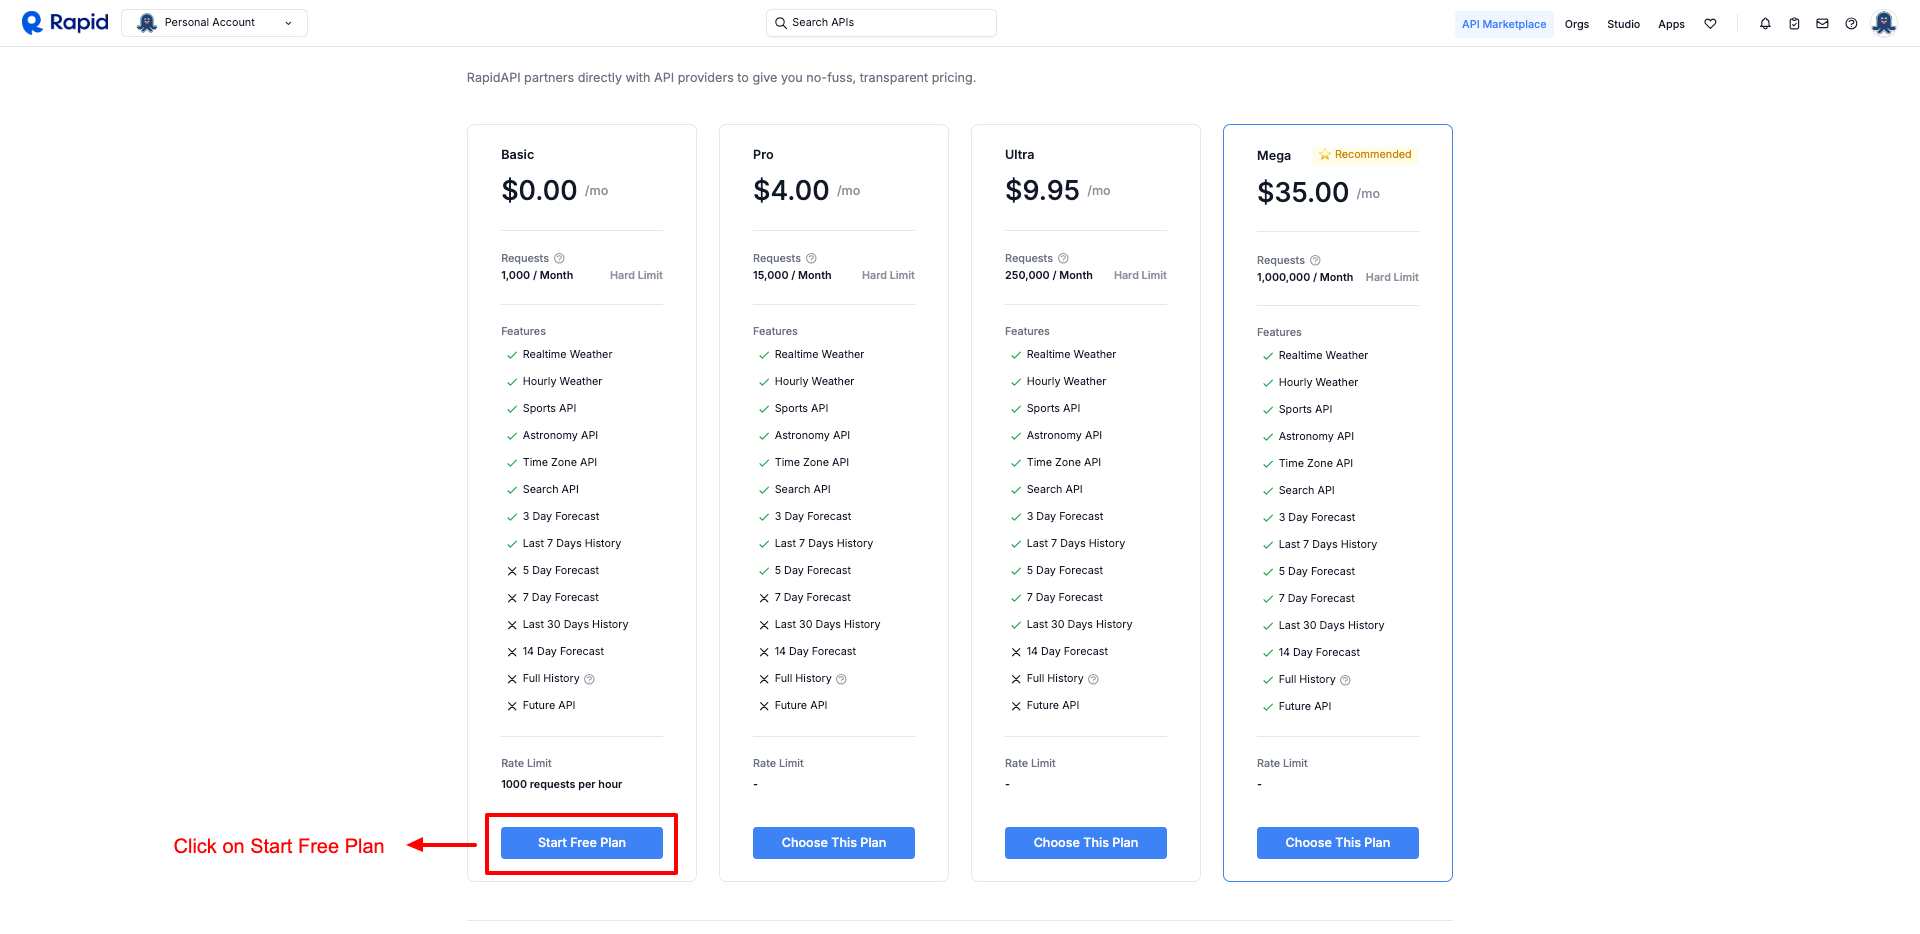 Rapid
Personal Account
Search APIs
API Marketplace
Orgs
Studio
Apps
RapidAPI partners directly with API providers to give you no-fuss, transparent pricing.
Basic
$0.00 /mo
Requests
1,000 / Month Hard Limit
Features
Realtime Weather
Hourly Weather
Sports API
Astronomy API
Time Zone API
Search API
3 Day Forecast
Last 7 Days History
5 Day Forecast
7 Day Forecast
Last 30 Days History
14 Day Forecast
Full History
Future API
Rate Limit
1000 requests per hour
Start Free Plan
Click on Start Free Plan
Pro
$4.00 /mo
Requests
15,000 / Month Hard Limit
Features
Realtime Weather
Hourly Weather
Sports API
Astronomy API
Time Zone API
Search API
3 Day Forecast
Last 7 Days History
5 Day Forecast
7 Day Forecast
Last 30 Days History
14 Day Forecast
Full History
Future API
Rate Limit
-
Choose This Plan
Ultra
$9.95 /mo
Requests
250,000 / Month Hard Limit
Features
Realtime Weather
Hourly Weather
Sports API
Astronomy API
Time Zone API
Search API
3 Day Forecast
Last 7 Days History
5 Day Forecast
7 Day Forecast
Last 30 Days History
14 Day Forecast
Full History
Future API
Rate Limit
-
Choose This Plan
Mega
Recommended
$35.00 /mo
Requests
1,000,000 / Month Hard Limit
Features
Realtime Weather
Hourly Weather
Sports API
Astronomy API
Time Zone API
Search API
3 Day Forecast
Last 7 Days History
5 Day Forecast
7 Day Forecast
Last 30 Days History
14 Day Forecast
Full History
Future API
Rate Limit
-
Choose This Plan